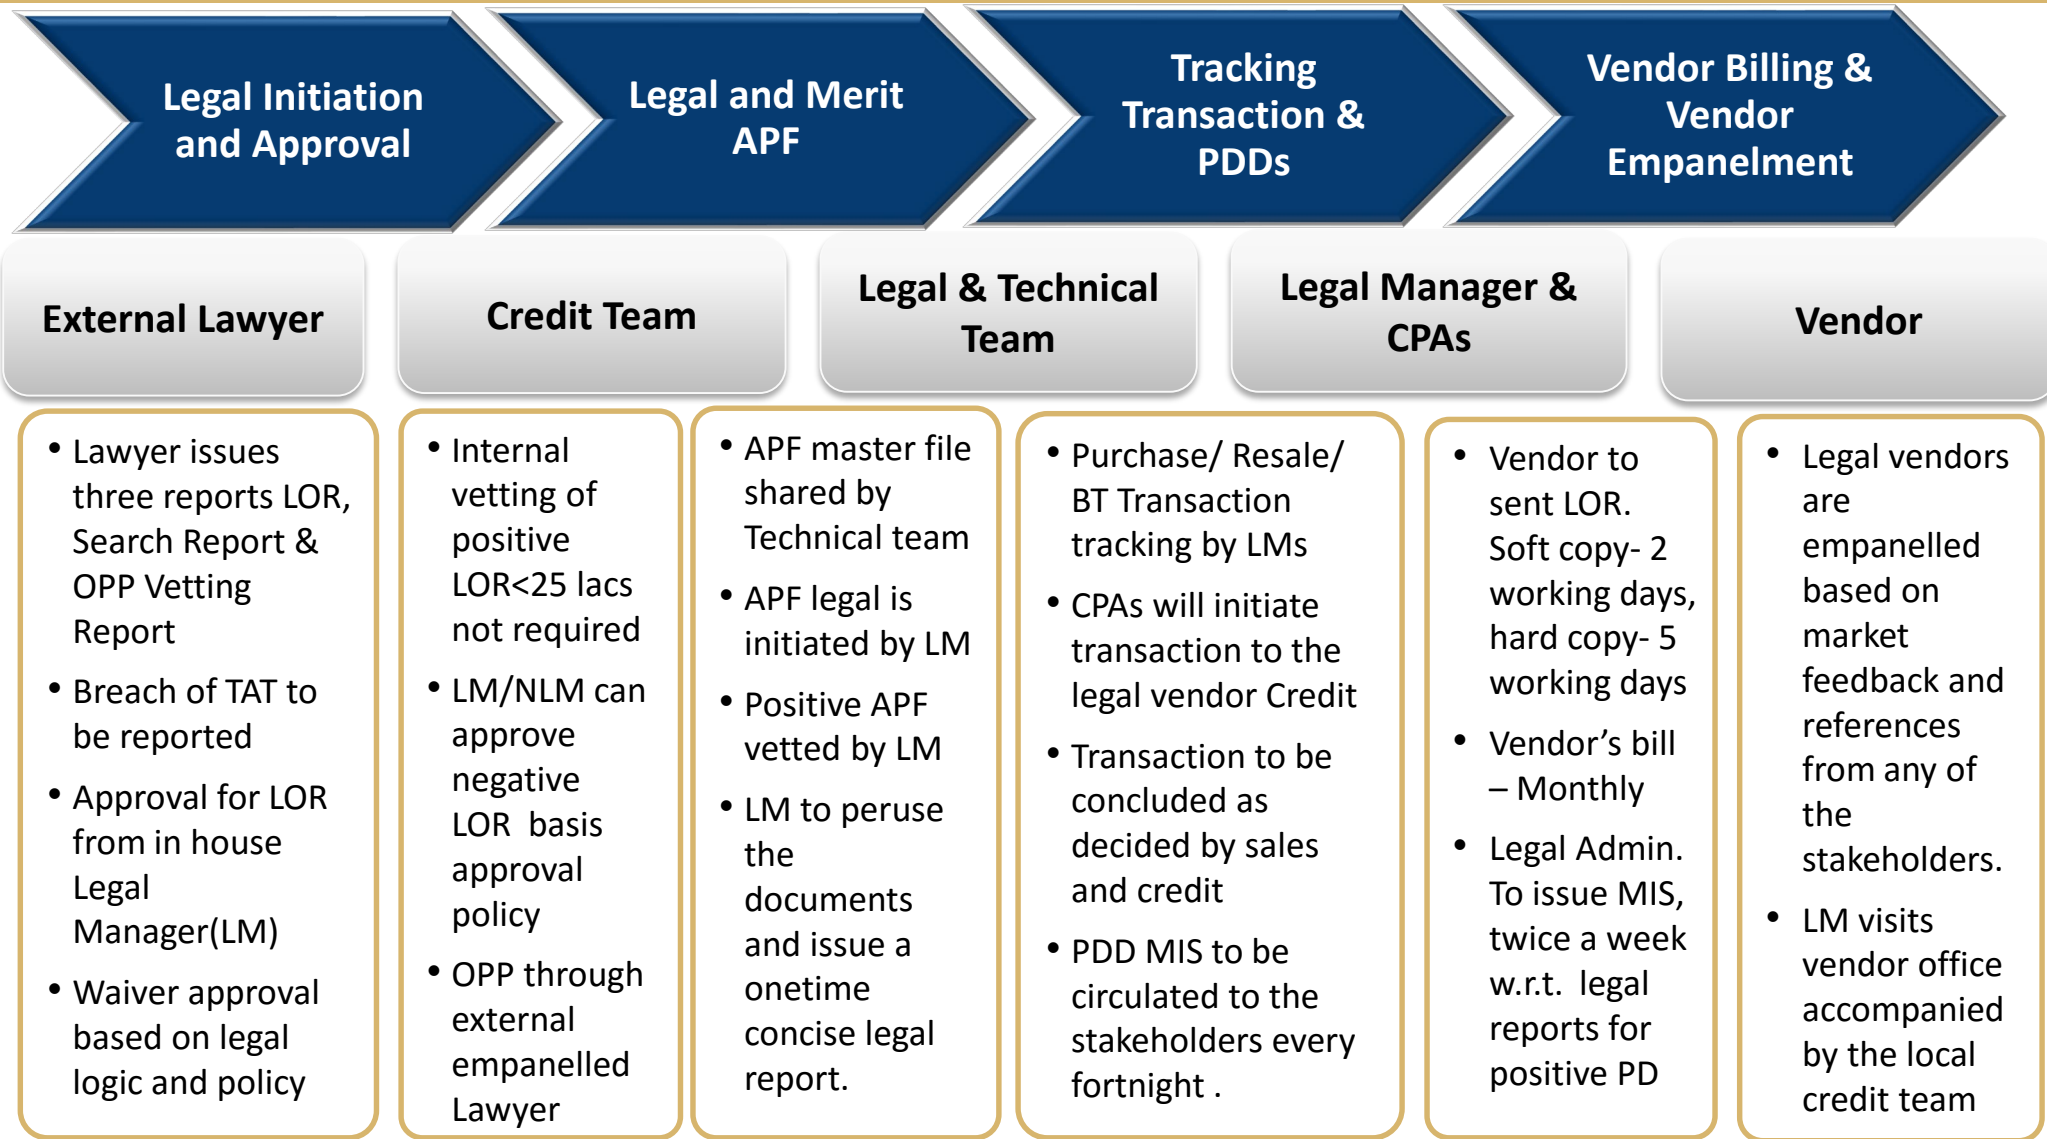 Legal Initiation
and Approval
Legal and Merit
APF
Tracking
Transaction &
PDDs
Vendor Billing &
Vendor
Empanelment
External Lawyer
Credit Team
Legal & Technical
Team
Legal Manager &
CPAs
Vendor
• Lawyer issues
three reports LOR,
Search Report &
OPP Vetting
Report
• Breach of TAT to
be reported
• Approval for LOR
from in house
Legal
Manager(LM)
• Waiver approval
based on legal
logic and policy
• Internal
vetting of
positive
LOR<25 lacs
not required
• LM/NLM can
approve
negative
LOR basis
approval
policy
• OPP through
external
empanelled
Lawyer
• APF master file
shared by
Technical team
• APF legal is
initiated by LM
• Positive APF
vetted by LM
• LM to peruse
the
documents
and issue a
onetime
concise legal
report.
• Purchase/ Resale/
BT Transaction
tracking by LMs
• CPAs will initiate
transaction to the
legal vendor Credit
• Transaction to be
concluded as
decided by sales
and credit
• PDD MIS to be
circulated to the
stakeholders every
fortnight .
• Vendor to
sent LOR.
Soft copy- 2
working days,
hard copy- 5
working days
• Vendor’s bill
– Monthly
• Legal Admin.
To issue MIS,
twice a week
w.r.t. legal
reports for
positive PD
• Legal vendors
are
empanelled
based on
market
feedback and
references
from any of
the
stakeholders.
• LM visits
vendor office
accompanied
by the local
credit team